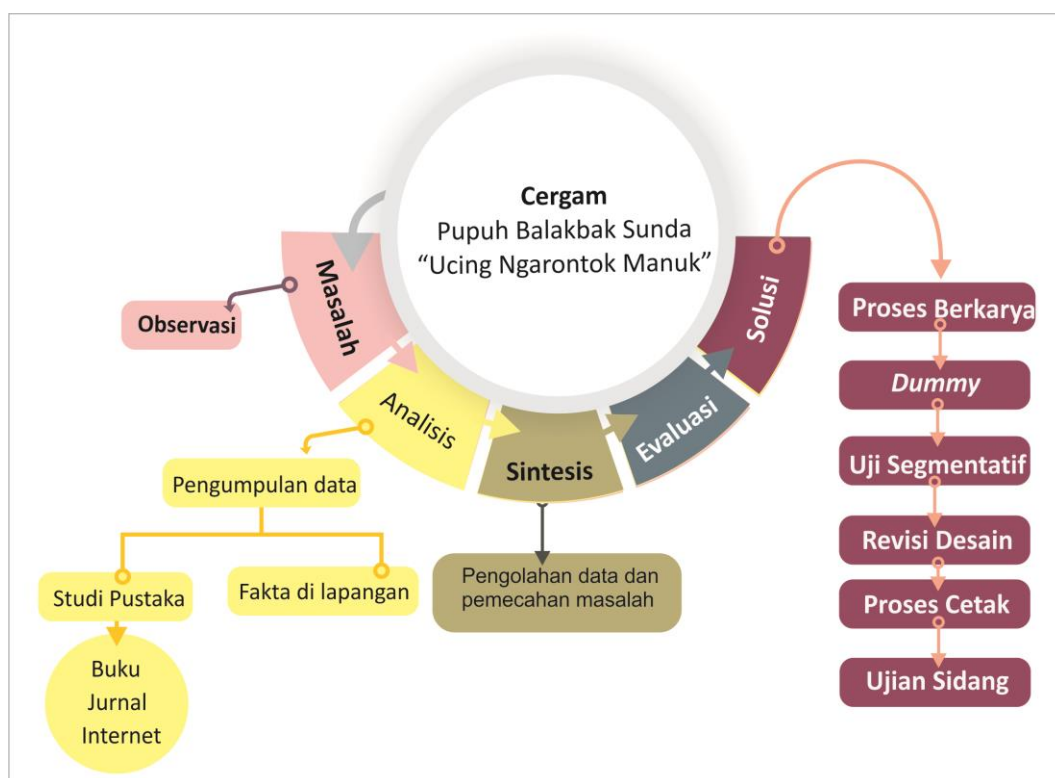 Cergam
Pupuh Balakbak Sunda
“Ucing Ngarontok Manuk”
Masalah
Observasi
Analisis
Pengumpulan data
Studi Pustaka
Fakta di lapangan
Buku
Jurnal
Internet
Sintesis
Pengolahan data dan
pemecahan masalah
Evaluasi
Solusi
Proses Berkarya
Dummy
Uji Segmentatif
Revisi Desain
Proses Cetak
Ujian Sidang